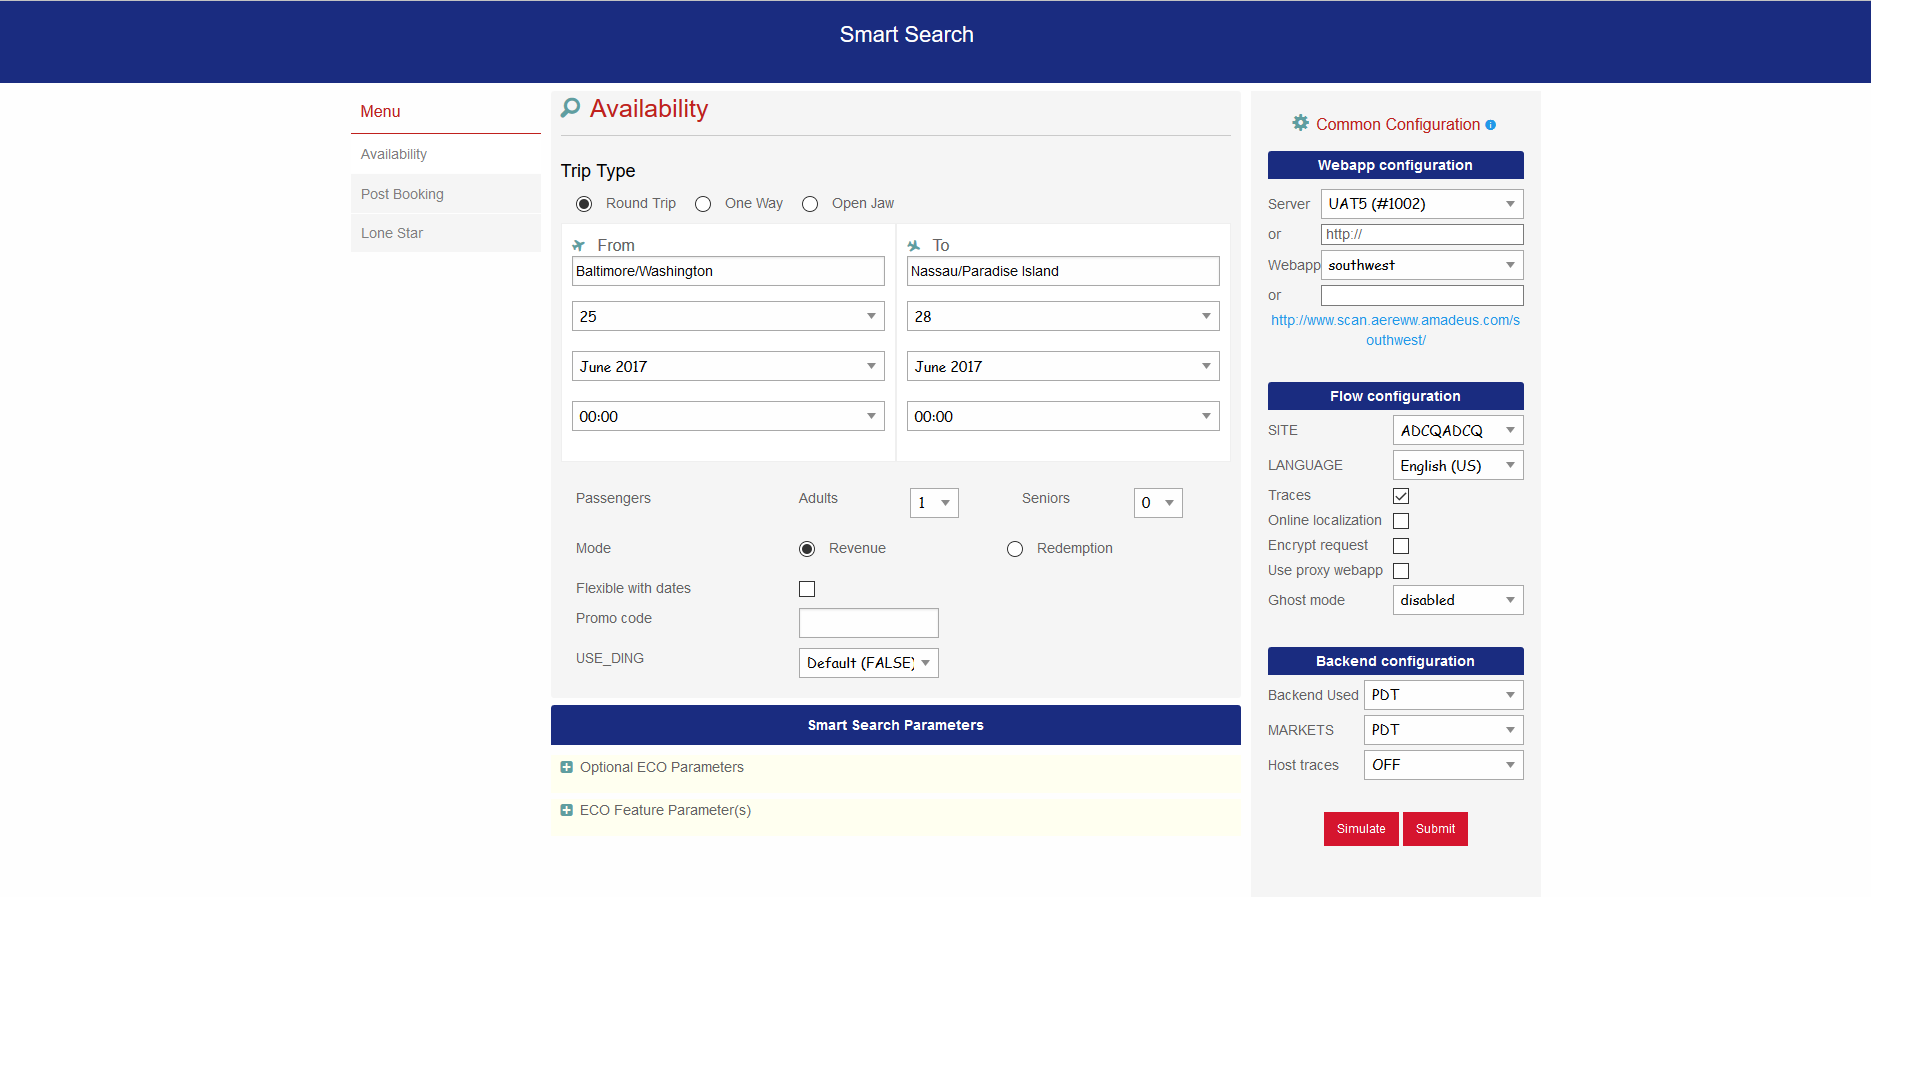 Smart Search
Menu
Availability
Post Booking
Lone Star
Availability
Trip Type
Round Trip One Way Open Jaw
From
Baltimore/Washington
25
June 2017
00:00
To
Nassau/Paradise Island
28
June 2017
00:00
Passengers Adults 1 Seniors 0
Mode Revenue Redemption
Flexible with dates
Promo code
USE_DING Default (FALSE)
Smart Search Parameters
Optional ECO Parameters
ECO Feature Parameter(s)
Common Configuration
Webapp configuration
Server UAT5 (#1002)
or http://
Webapp southwest
or
http://www.scan.aereww.amadeus.com/s
outhwest/
Flow configuration
SITE ADCQADCQ
LANGUAGE English (US)
Traces
Online localization
Encrypt request
Use proxy webapp
Ghost mode disabled
Backend configuration
Backend Used PDT
MARKETS PDT
Host traces OFF
Simulate Submit